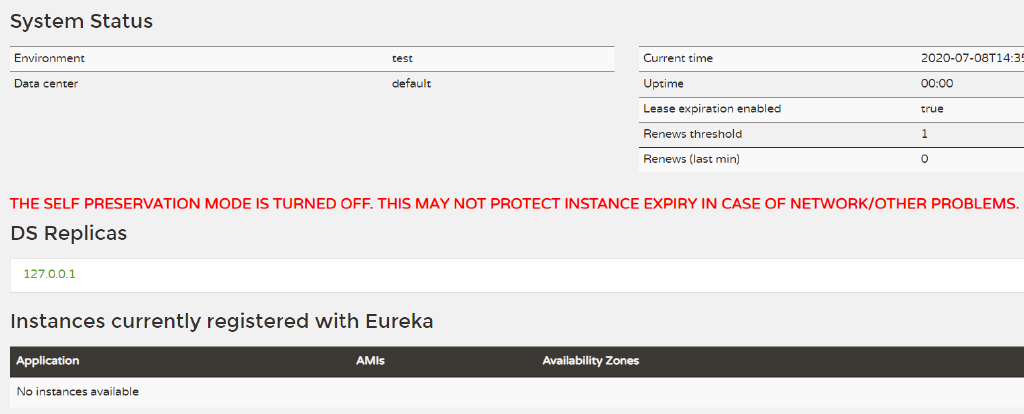 System Status
Environment test
Current time 2020-07-08T14:35
Data center default
Uptime 00:00
Lease expiration enabled true
Renews threshold 1
Renews (last min) 0
THE SELF PRESERVATION MODE IS TURNED OFF. THIS MAY NOT PROTECT INSTANCE EXPIRY IN CASE OF NETWORK/OTHER PROBLEMS.
DS Replicas
127.0.0.1
Instances currently registered with Eureka
Application AMIs Availability Zones
No instances available